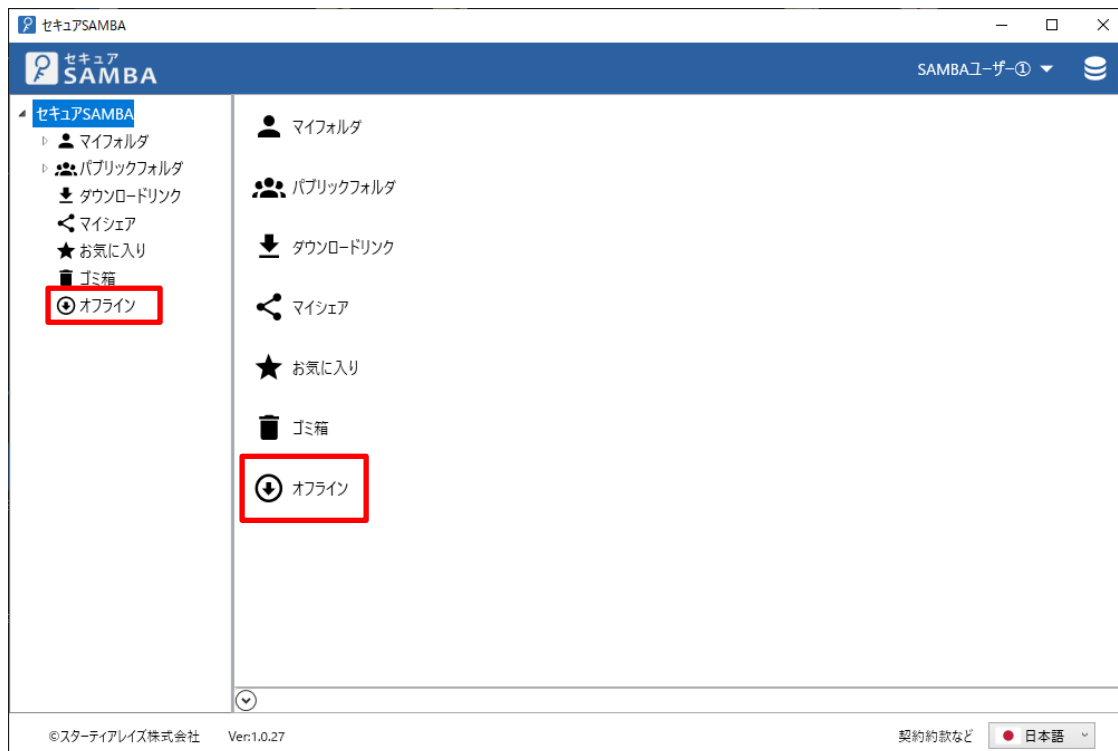 セキュアSAMBA
セキュア
SAMBA
SAMBAユーザー①
セキュアSAMBA
マイフォルダ
パブリックフォルダ
ダウンロードリンク
マイシェア
お気に入り
ゴミ箱
オフライン
マイフォルダ
パブリックフォルダ
ダウンロードリンク
マイシェア
お気に入り
ゴミ箱
オフライン
©スターティアレイズ株式会社 Ver:1.0.27 契約約款など 日本語